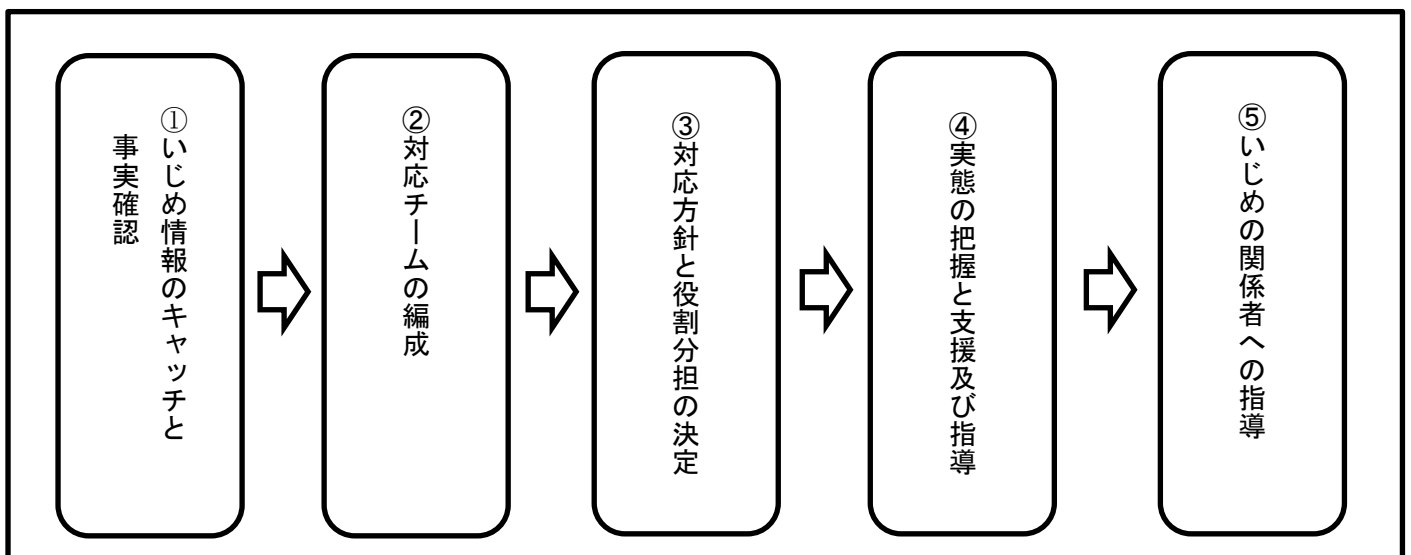 ①いじめ情報のキャッチと
事実確認
②対応チームの編成
③対応方針と役割分担の決定
④実態の把握と支援及び指導
⑤いじめの関係者への指導